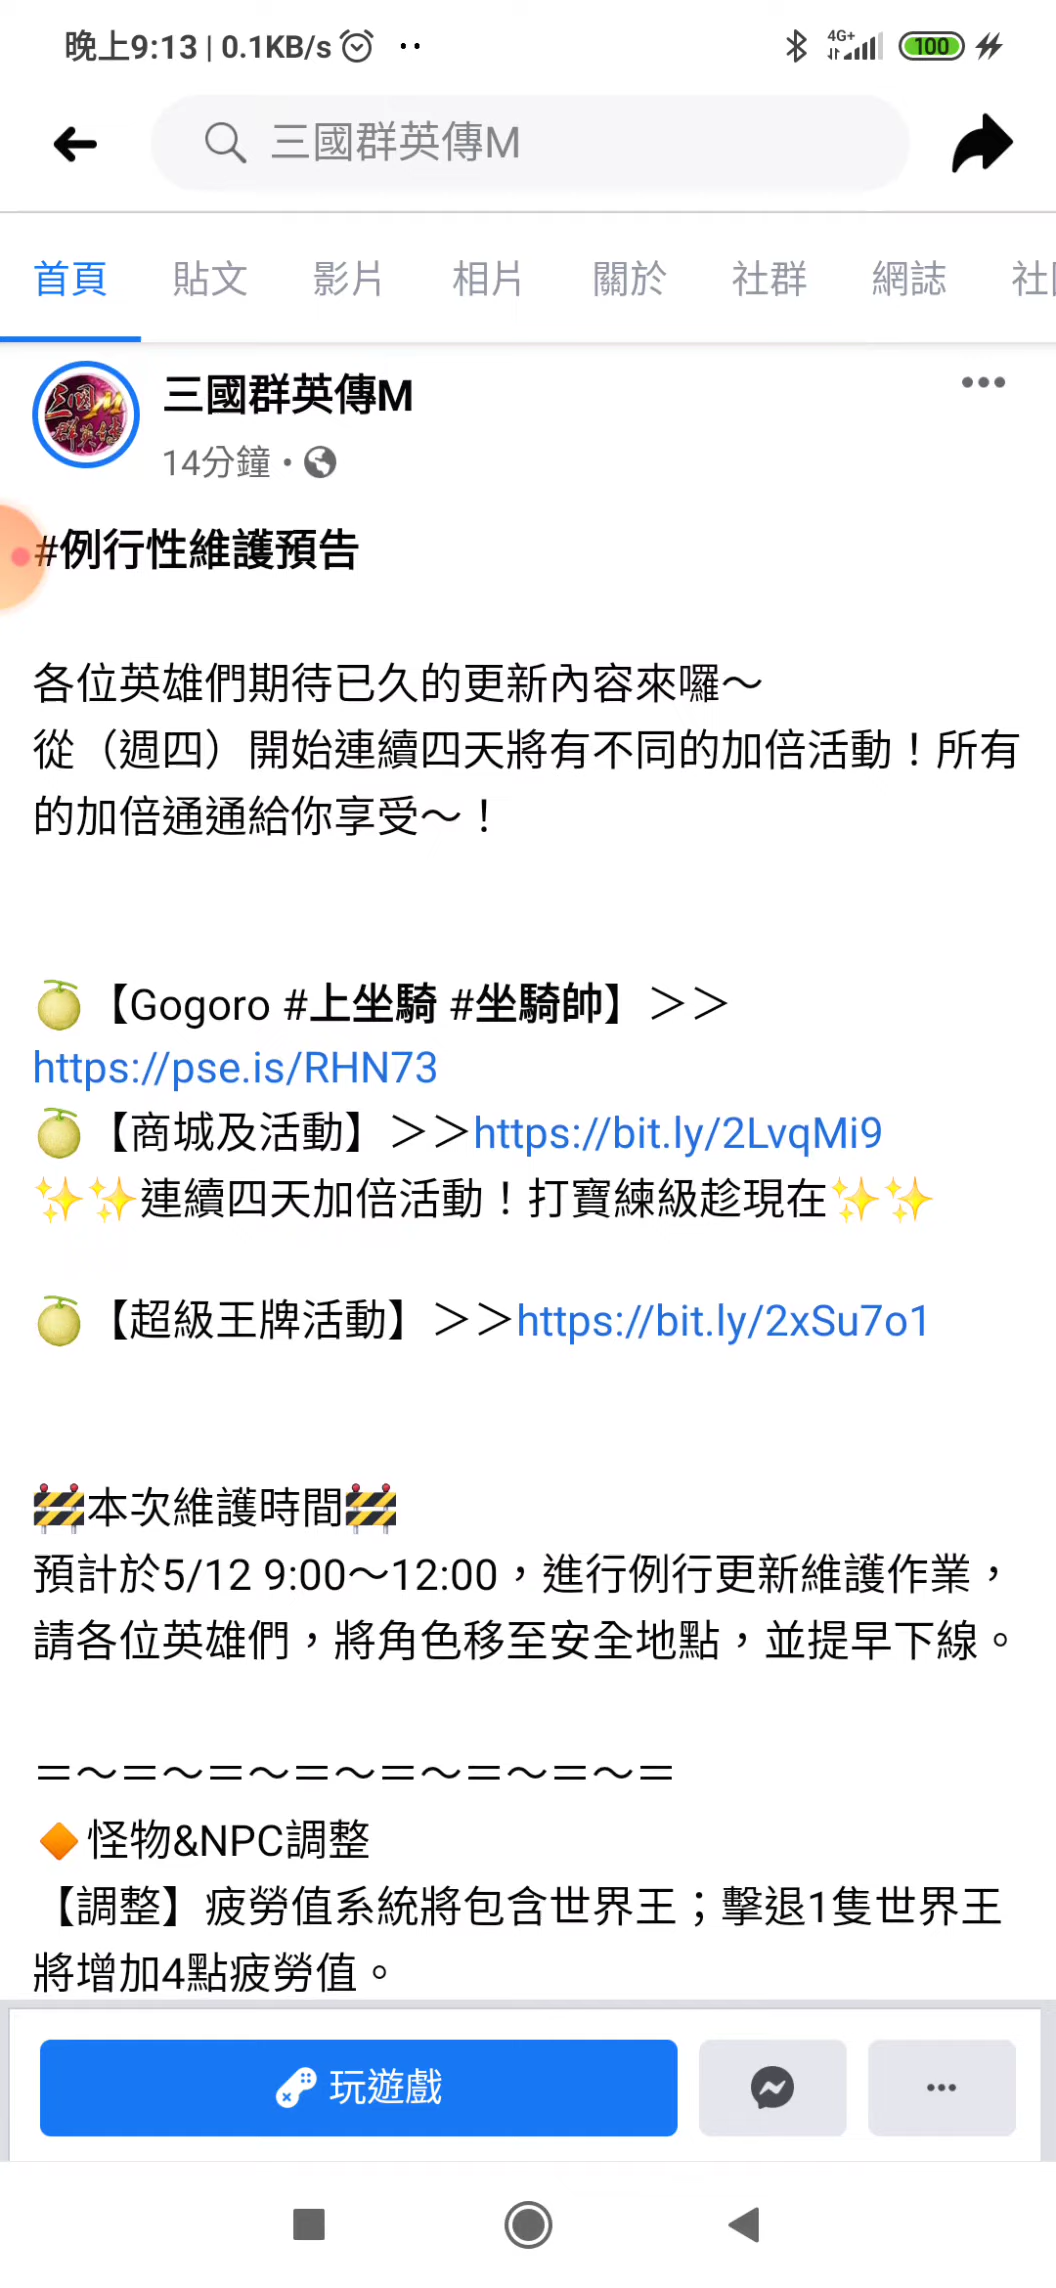 晚上9:13 | 0.1KB/s
4G+
100
三國群英傳M
首頁 貼文 影片 相片 關於 社群 網誌
三國群英傳M
14分鐘
#例行性維護預告
各位英雄們期待已久的更新內容來囉～
從（週四）開始連續四天將有不同的加倍活動！所有
的加倍通通給你享受～！
🍈【Gogoro #上坐騎 #坐騎帥】＞＞
https://pse.is/RHN73
🍈【商城及活動】＞＞https://bit.ly/2LvqMi9
✨✨連續四天加倍活動！打寶練級趁現在✨✨
🍈【超級王牌活動】＞＞https://bit.ly/2xSu7o1
🚧本次維護時間🚧
預計於5/12 9:00～12:00，進行例行更新維護作業，
請各位英雄們，將角色移至安全地點，並提早下線。
＝～＝～＝～＝～＝～＝～＝～＝
🔶怪物&NPC調整
【調整】疲勞值系統將包含世界王；擊退1隻世界王
將增加4點疲勞值。
玩遊戲